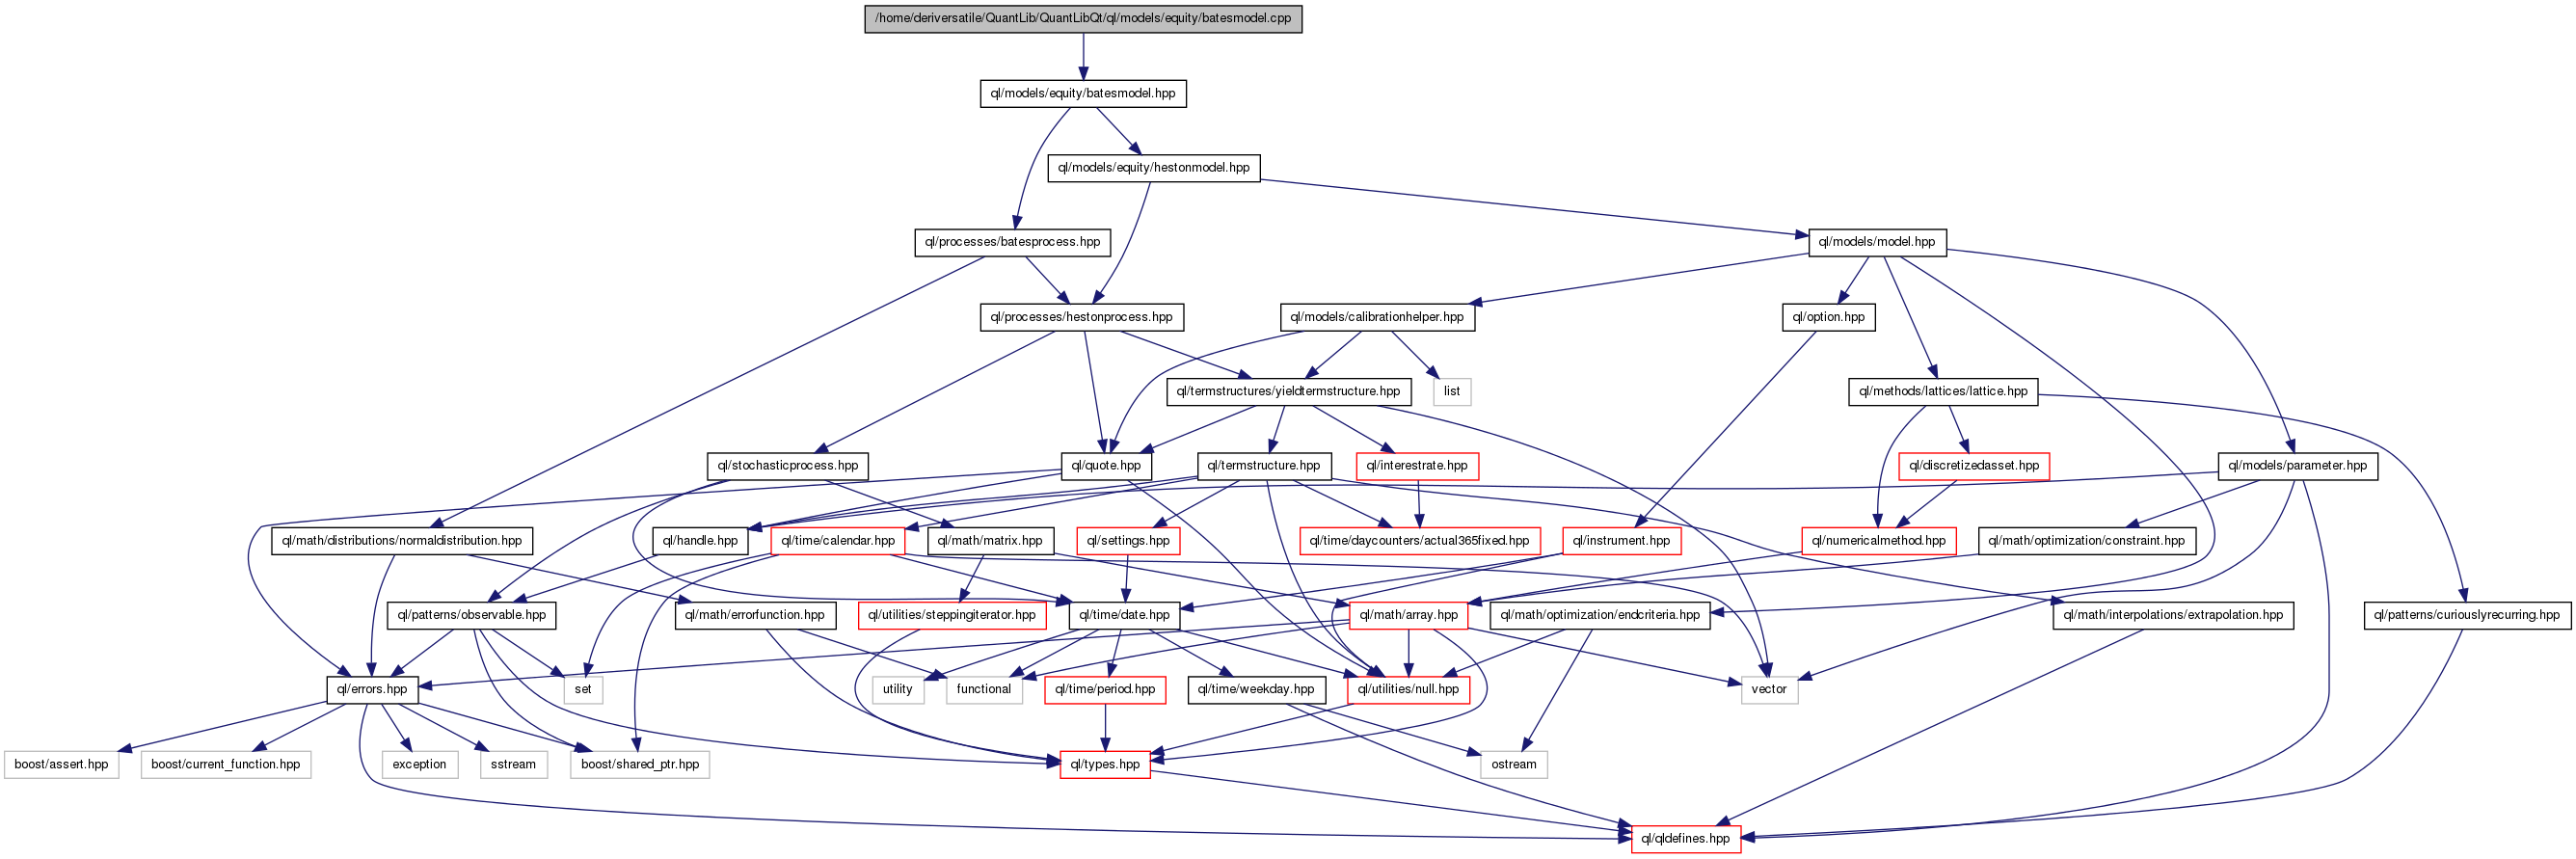 /home/deriversatile/QuantLib/QuantLibQt/ql/models/equity/batesmodel.cpp
ql/models/equity/batesmodel.hpp
ql/models/equity/hestonmodel.hpp
ql/processes/batesprocess.hpp
ql/models/model.hpp
ql/processes/hestonprocess.hpp
ql/models/calibrationhelper.hpp
ql/option.hpp
ql/termstructures/yieldtermstructure.hpp
list
ql/methods/lattices/lattice.hpp
ql/stochasticprocess.hpp
ql/quote.hpp
ql/termstructure.hpp
ql/interestrate.hpp
ql/discretizedasset.hpp
ql/models/parameter.hpp
ql/math/distributions/normaldistribution.hpp
ql/handle.hpp
ql/time/calendar.hpp
ql/math/matrix.hpp
ql/settings.hpp
ql/time/daycounters/actual365fixed.hpp
ql/instrument.hpp
ql/numericalmethod.hpp
ql/math/optimization/constraint.hpp
ql/patterns/observable.hpp
ql/math/errorfunction.hpp
ql/utilities/steppingiterator.hpp
ql/time/date.hpp
ql/math/array.hpp
ql/math/optimization/endcriteria.hpp
ql/math/interpolations/extrapolation.hpp
ql/patterns/curiouslyrecurring.hpp
ql/errors.hpp
set
utility
functional
ql/time/period.hpp
ql/time/weekday.hpp
ql/utilities/null.hpp
vector
boost/assert.hpp
boost/current_function.hpp
exception
sstream
boost/shared_ptr.hpp
ql/types.hpp
ostream
ql/qldefines.hpp